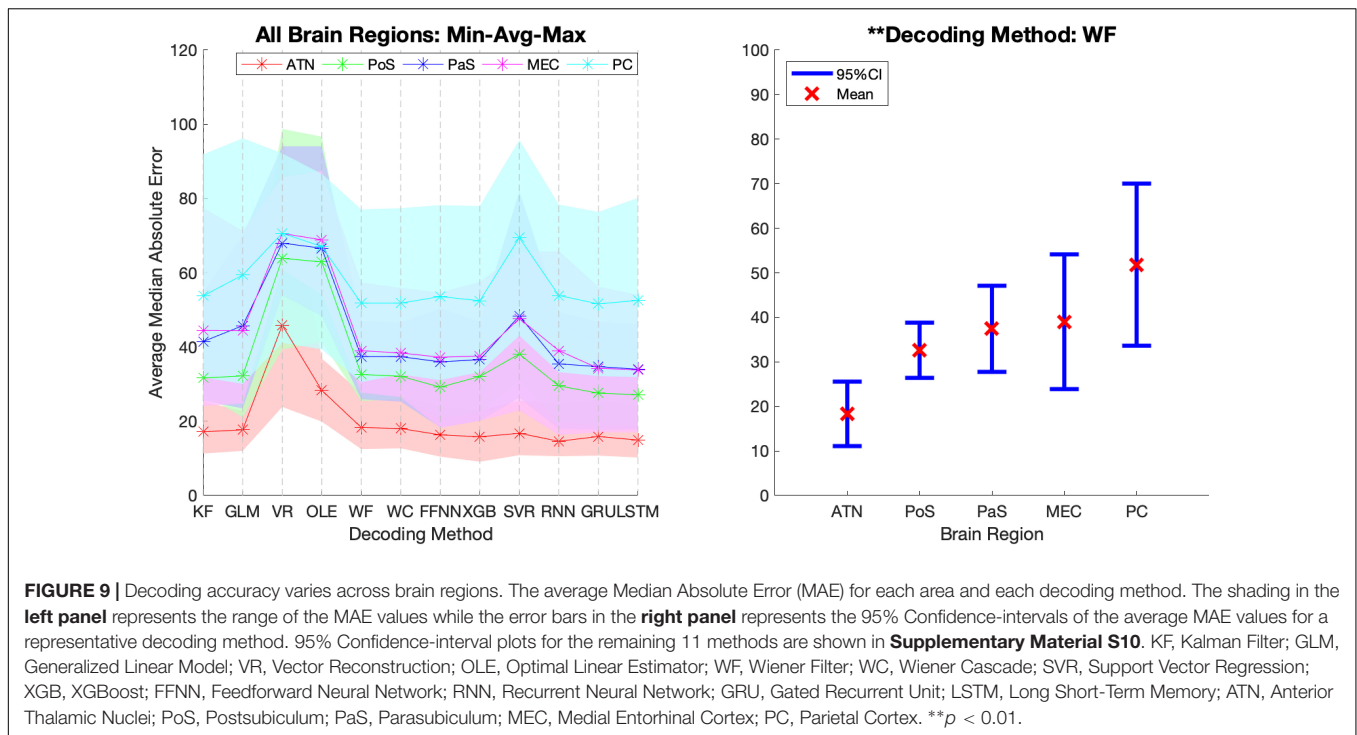 All Brain Regions: Min-Avg-Max
120
100
80
60
40
20
0
Average Median Absolute Error
ATN PoS PaS MEC PC
KF GLM VR OLE WF WC FFNN XGB SVR RNN GRU LSTM
Decoding Method
**Decoding Method: WF
100
90
80
70
60
50
40
30
20
10
0
95%CI
Mean
ATN PoS PaS MEC PC
Brain Region
FIGURE 9 | Decoding accuracy varies across brain regions. The average Median Absolute Error (MAE) for each area and each decoding method. The shading in the
left panel represents the range of the MAE values while the error bars in the right panel represents the 95% Confidence-intervals of the average MAE values for a
representative decoding method. 95% Confidence-interval plots for the remaining 11 methods are shown in Supplementary Material S10. KF, Kalman Filter; GLM,
Generalized Linear Model; VR, Vector Reconstruction; OLE, Optimal Linear Estimator; WF, Wiener Filter; WC, Wiener Cascade; SVR, Support Vector Regression;
XGB, XGBoost; FFNN, Feedforward Neural Network; RNN, Recurrent Neural Network; GRU, Gated Recurrent Unit; LSTM, Long Short-Term Memory; ATN, Anterior
Thalamic Nuclei; PoS, Postsubiculum; PaS, Parasubiculum; MEC, Medial Entorhinal Cortex; PC, Parietal Cortex. **p < 0.01.